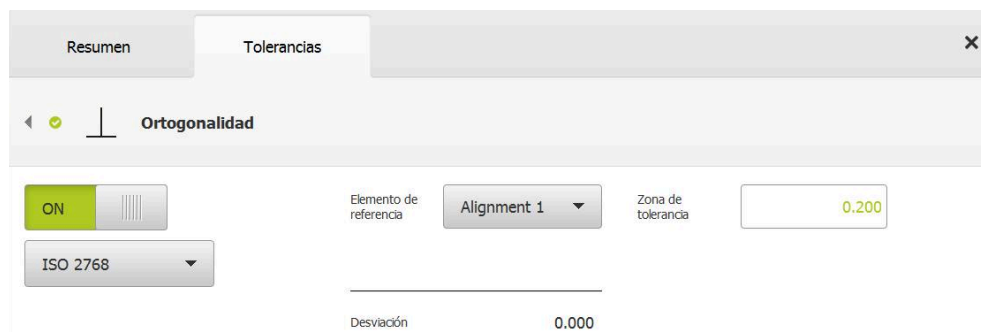 Resumen
Tolerancias
Ortogonalidad
ON
Elemento de
referencia
Alignment 1
Zona de
tolerancia
0.200
ISO 2768
Desviación
0.000